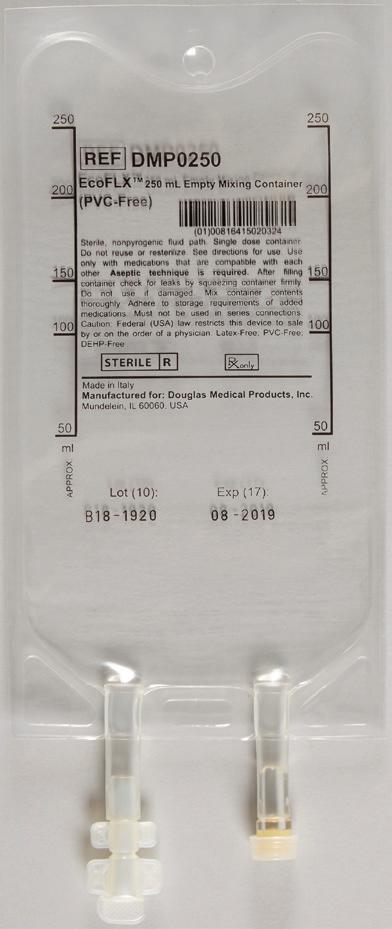 250 250
REF DMP0250
EcoFLX™ 250 mL Empty Mixing Container
200 200
(PVC-Free)
(01)00816415020324
Sterile, nonpyrogenic fluid path. Single dose container.
Do not reuse or resterilize. See directions for use. Use
only with medications that are compatible with each
other. Aseptic technique is required. After filling
150 150
container check for leaks by squeezing container firmly.
Do not use if damaged. Mix container contents
thoroughly. Adhere to storage requirements of added
medications. Must not be used in series connections.
100 100
Caution: Federal (USA) law restricts this device to sale
by or on the order of a physician. Latex-Free; PVC-Free;
DEHP-Free
STERILE R Rx only
Made in Italy
Manufactured for: Douglas Medical Products, Inc.
Mundelein, IL 60060, USA
50 50
ml ml
APPROX. APPROX.
Lot (10): Exp (17):
B18-1920 08-2019